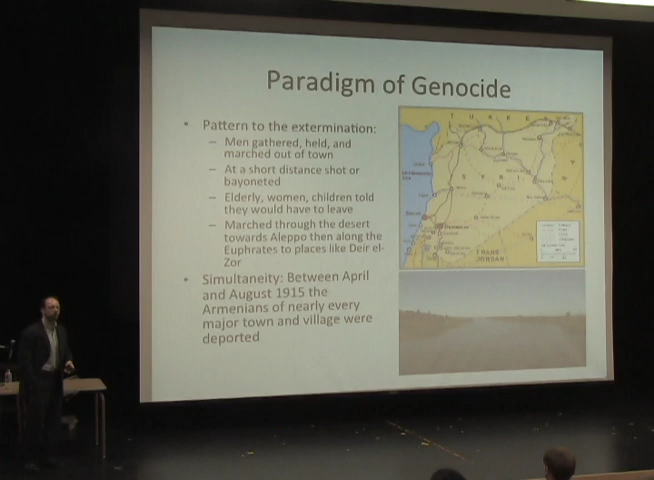 Paradigm of Genocide
• Pattern to the extermination:
– Men gathered, held, and
marched out of town
– At a short distance shot or
bayoneted
– Elderly, women, children told
they would have to leave
– Marched through the desert
towards Aleppo then along the
Euphrates to places like Deir el-
Zor
• Simultaneity: Between April
and August 1915 the
Armenians of nearly every
major town and village were
deported
T U R K E Y
S Y R I
TRANS
JORDAN